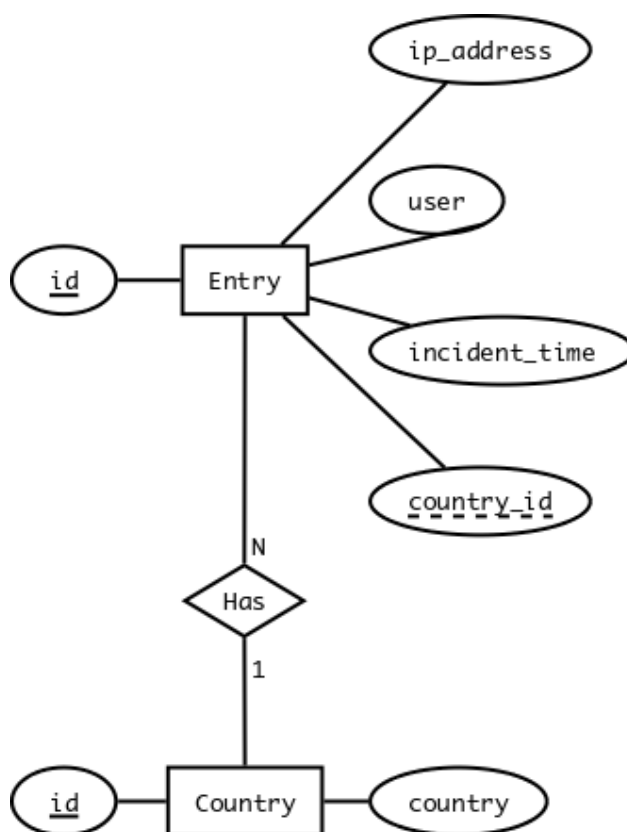 ip_address
user
id
Entry
incident_time
country_id
N
Has
1
id
Country
country